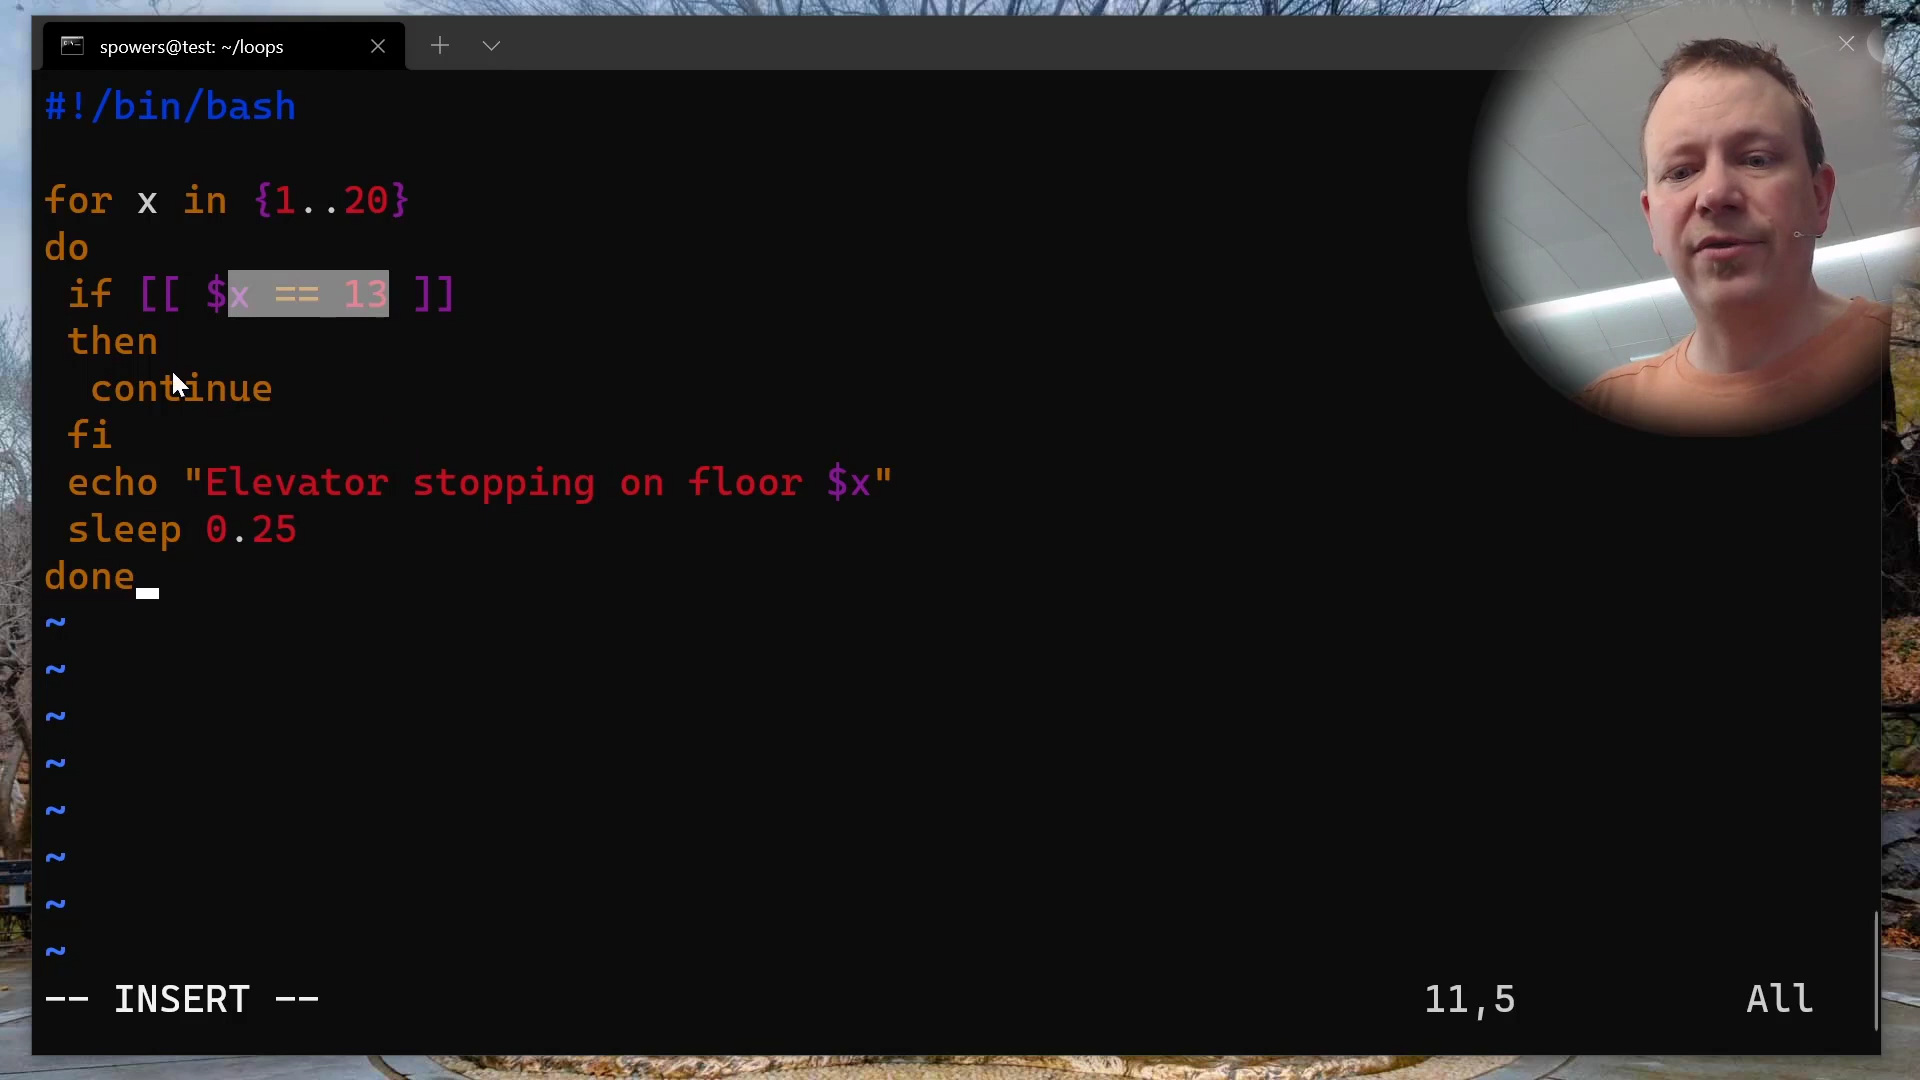 spowers@test: ~/loops
#!/bin/bash
for x in {1..20}
do
if [[ $x == 13 ]]
then
continue
fi
echo "Elevator stopping on floor $x"
sleep 0.25
done
~
~
~
~
~
~
~
~
-- INSERT -- 11,5 All